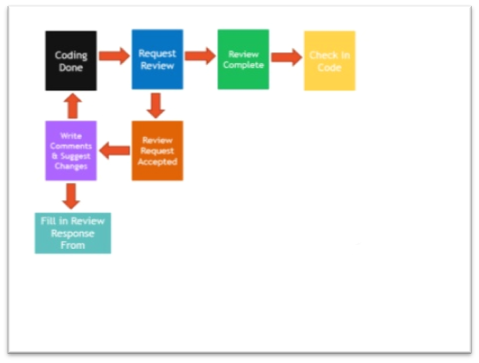 Coding
Done
Request
Review
Review
Complete
Check in
Code
Write
Comments
& Suggest
Changes
Review
Request
Accepted
Fill in Review
Response
From